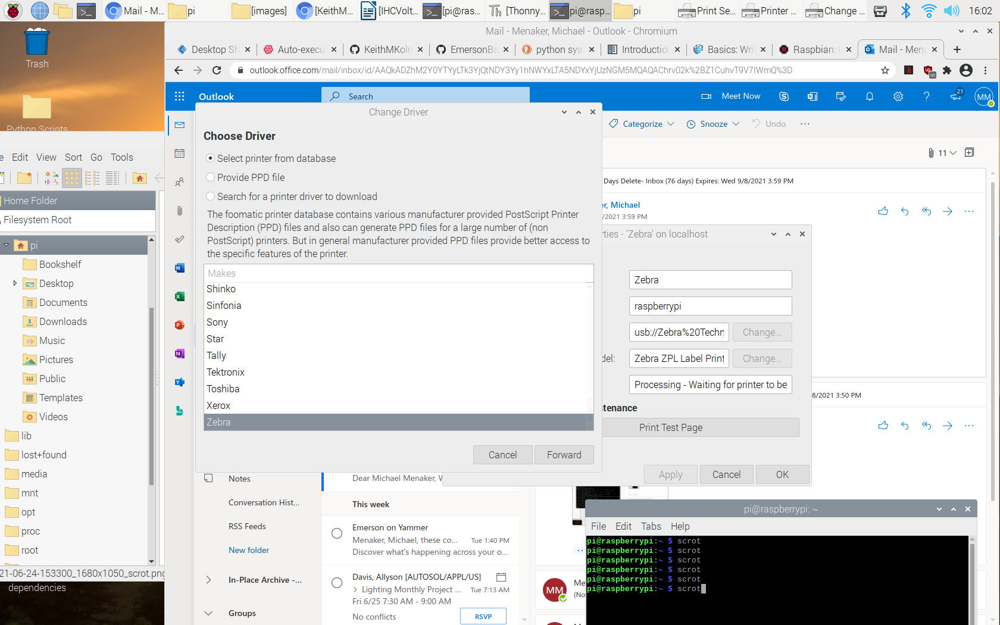 Mail - M...
pi
[images]
[KeithM...
[IHCVolt...
[pi@ras...
[Thonny...
pi@rasp...
pi
Print Se...
Printer ...
Change ...
16:02
Mail - Menaker, Michael - Outlook - Chromium
Trash
Python Scripts
Desktop Sh
Auto-execu
KeithMKoln
EmersonBa
python sys
Introduction
Basics: Writ
Raspbian:
Mail - Mena
outlook.office.com/mail/inbox/id/AAQkADZhM2Y0YTYyLTk3YjQtNDY3Yy1hNWYxLTA5NDYxYjUzNGM5MQAQAChrv02k%2BZ1CuhvT9V7IWmQ%3D
Outlook
Search
Meet Now
21
MM
Categorize
Snooze
Undo
11
Days Delete- Inbox (76 days) Expires: Wed 9/8/2021 3:59 PM
er, Michael
/2021 3:59 PM
Edit View Sort Go Tools
Home Folder
Filesystem Root
pi
Bookshelf
Desktop
Documents
Downloads
Music
Pictures
Public
Templates
Videos
lib
lost+found
media
mnt
opt
proc
root
21-06-24-153300_1680x1050_scrot.png
dependencies
Change Driver
Choose Driver
Select printer from database
Provide PPD file
Search for a printer driver to download
The foomatic printer database contains various manufacturer provided PostScript Printer
Description (PPD) files and also can generate PPD files for a large number of (non
PostScript) printers. But in general manufacturer provided PPD files provide better access to
the specific features of the printer.
Makes
Shinko
Sinfonia
Sony
Star
Tally
Tektronix
Toshiba
Xerox
Zebra
Cancel
Forward
rties - 'Zebra' on localhost
Zebra
raspberrypi
usb://Zebra%20Techn
Change...
del:
Zebra ZPL Label Print
Change...
Processing - Waiting for printer to be
ntenance
Print Test Page
Apply
Cancel
OK
8/2021 3:50 PM
Notes
Conversation Hist...
RSS Feeds
New folder
In-Place Archive -...
Groups
Dear Michael Menaker, W
This week
Emerson on Yammer
Menaker, Michael, these co... Tue 1:40 PM
Discover what's happening across your o...
Davis, Allyson [AUTOSOL/APPL/US]
> Lighting Monthly Project ... Tue 7:13 AM
Fri 6/25 7:30 AM - 9:00 AM
No conflicts
RSVP
MM
Me
(No
pi@raspberrypi: ~
File Edit Tabs Help
pi@raspberrypi:~ $ scrot
pi@raspberrypi:~ $ scrot
pi@raspberrypi:~ $ scrot
pi@raspberrypi:~ $ scrot
pi@raspberrypi:~ $ scrot
pi@raspberrypi:~ $ scrot